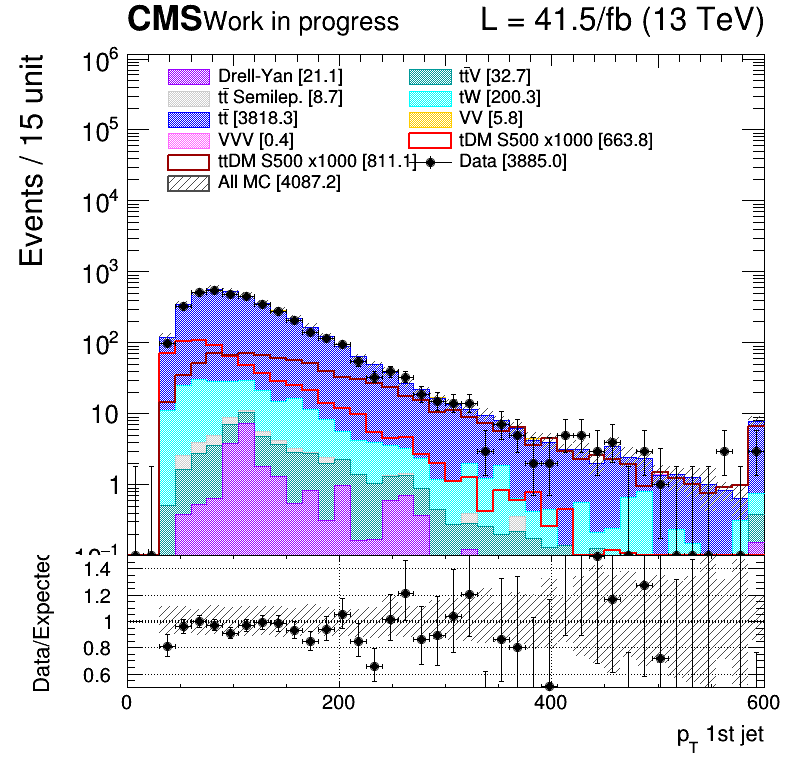 CMS Work in progress L = 41.5/fb (13 TeV)
Events / 15 unit
10^6
10^5
10^4
10^3
10^2
10
1
10^-1
Drell-Yan [21.1] tt̄V [32.7]
tt̄ Semilep. [8.7] tW [200.3]
tt̄ [3818.3] VV [5.8]
VVV [0.4] tDM S500 x1000 [663.8]
ttDM S500 x1000 [811.1] Data [3885.0]
All MC [4087.2]
Data/Expected
1.4
1.2
1
0.8
0.6
0 200 400 600
p_T 1st jet